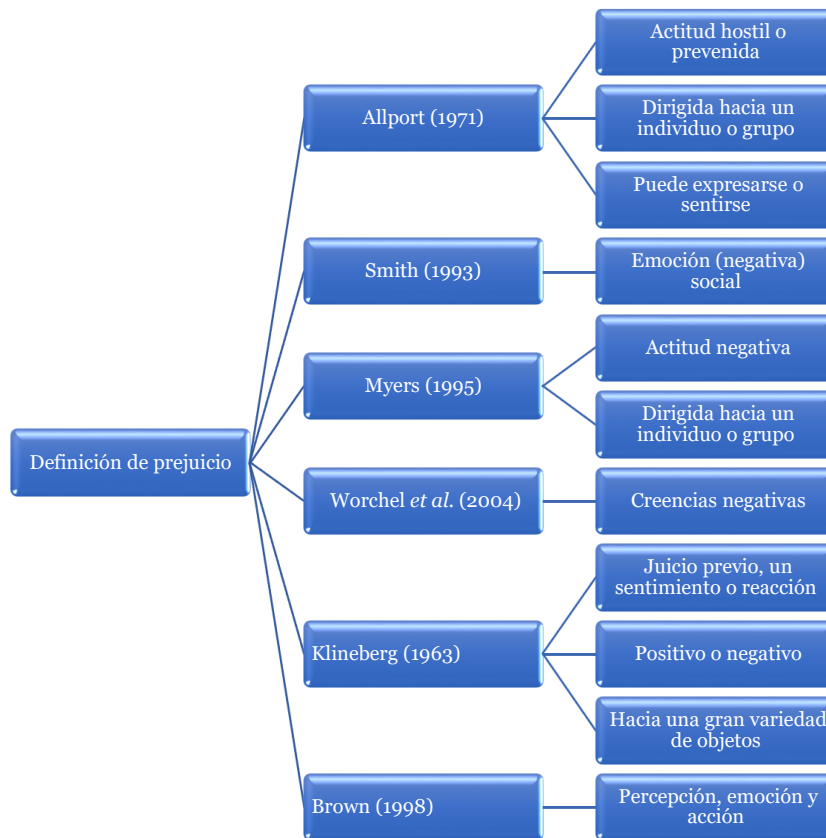 Definición de prejuicio
Allport (1971)
Actitud hostil o
prevenida
Dirigida hacia un
individuo o grupo
Puede expresarse o
sentirse
Smith (1993)
Emoción (negativa)
social
Myers (1995)
Actitud negativa
Dirigida hacia un
individuo o grupo
Worchel et al. (2004)
Creencias negativas
Klineberg (1963)
Juicio previo, un
sentimiento o reacción
Positivo o negativo
Hacia una gran variedad
de objetos
Brown (1998)
Percepción, emoción y
acción